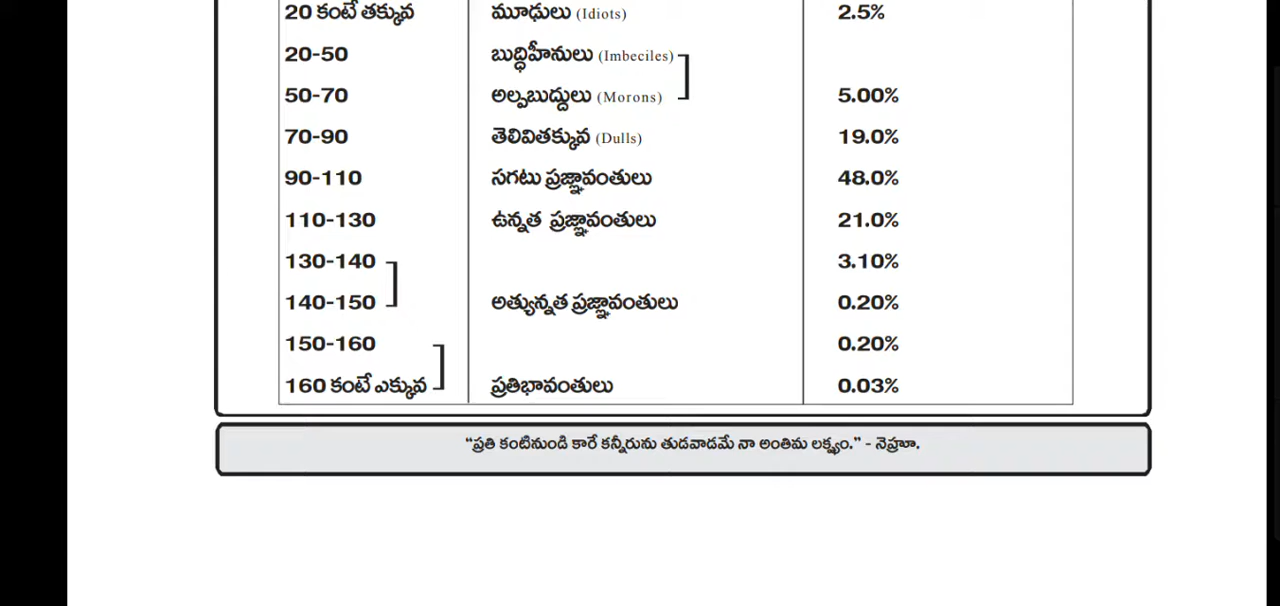 20 కంటే తక్కువ మూఢులు (Idiots) 2.5%
20-50 బుద్ధిహీనులు (Imbeciles)
50-70 అల్పబుద్దులు (Morons) 5.00%
70-90 తెలివితక్కువ (Dulls) 19.0%
90-110 సగటు ప్రజ్ఞావంతులు 48.0%
110-130 ఉన్నత ప్రజ్ఞావంతులు 21.0%
130-140 3.10%
140-150 అత్యున్నత ప్రజ్ఞావంతులు 0.20%
150-160 0.20%
160 కంటే ఎక్కువ ప్రతిభావంతులు 0.03%
“ప్రతి కంటినుండి కారే కన్నీరును తుడవాడమే నా అంతిమ లక్ష్యం.” - నెహ్రూ.